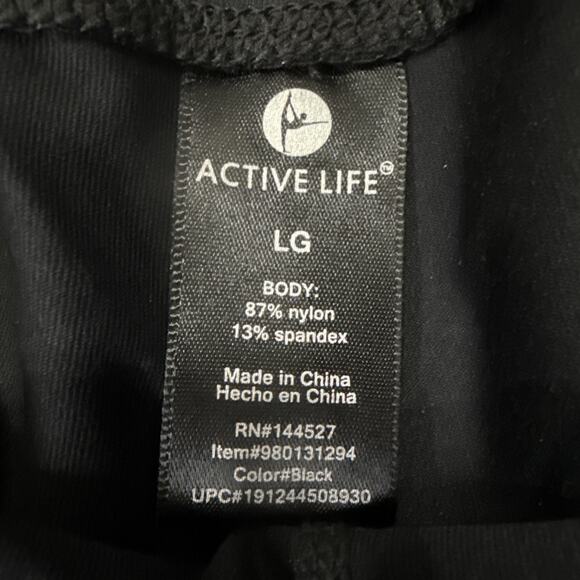 ACTIVE LIFE™
LG
BODY:
87% nylon
13% spandex
Made in China
Hecho en China
RN#144527
Item#980131294
Color#Black
UPC#191244508930